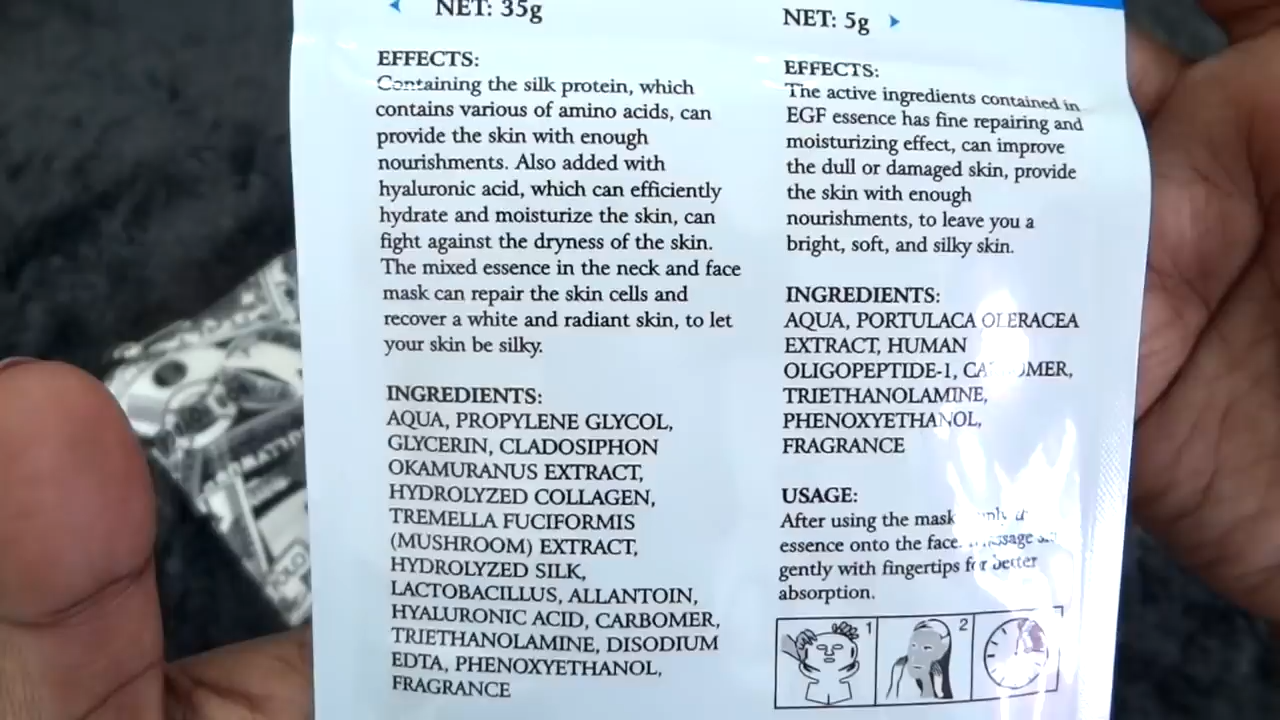 NET: 35g
EFFECTS:
Containing the silk protein, which
contains various of amino acids, can
provide the skin with enough
nourishments. Also added with
hyaluronic acid, which can efficiently
hydrate and moisturize the skin, can
fight against the dryness of the skin.
The mixed essence in the neck and face
mask can repair the skin cells and
recover a white and radiant skin, to let
your skin be silky.
INGREDIENTS:
AQUA, PROPYLENE GLYCOL,
GLYCERIN, CLADOSIPHON
OKAMURANUS EXTRACT,
HYDROLYZED COLLAGEN,
TREMELLA FUCIFORMIS
(MUSHROOM) EXTRACT,
HYDROLYZED SILK,
LACTOBACILLUS, ALLANTOIN,
HYALURONIC ACID, CARBOMER,
TRIETHANOLAMINE, DISODIUM
EDTA, PHENOXYETHANOL,
FRAGRANCE
NET: 5g
EFFECTS:
The active ingredients contained in
EGF essence has fine repairing and
moisturizing effect, can improve
the dull or damaged skin, provide
the skin with enough
nourishments, to leave you a
bright, soft, and silky skin.
INGREDIENTS:
AQUA, PORTULACA OLERACEA
EXTRACT, HUMAN
OLIGOPEPTIDE-1, CARBOMER,
TRIETHANOLAMINE,
PHENOXYETHANOL,
FRAGRANCE
USAGE:
After using the mask
essence onto the face.
gently with fingertips for better
absorption.
1
2